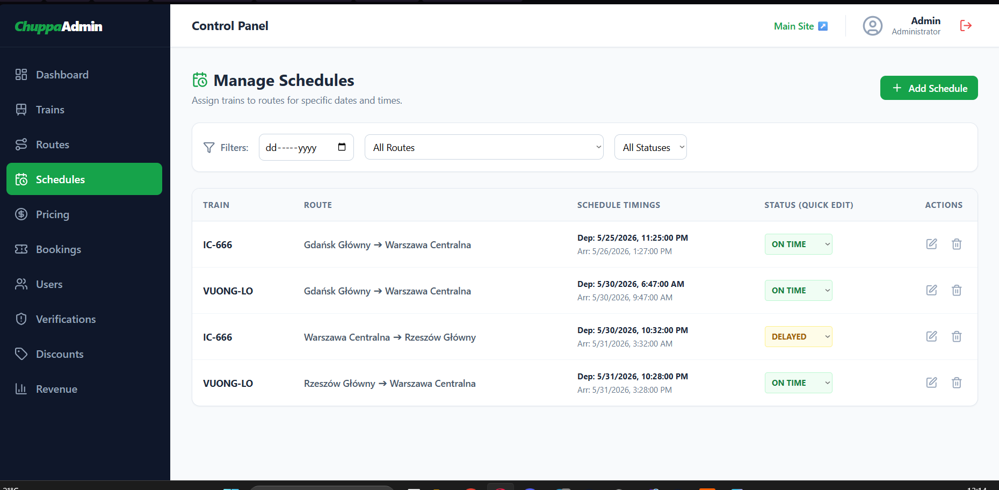 ChuppaAdmin
Control Panel
Main Site
Admin
Administrator
Dashboard
Trains
Routes
Schedules
Pricing
Bookings
Users
Verifications
Discounts
Revenue
Manage Schedules
Assign trains to routes for specific dates and times.
+ Add Schedule
Filters:
dd-----yyyy
All Routes
All Statuses
TRAIN ROUTE SCHEDULE TIMINGS STATUS (QUICK EDIT) ACTIONS
IC-666 Gdańsk Główny ➔ Warszawa Centralna Dep: 5/25/2026, 11:25:00 PM ON TIME
Arr: 5/26/2026, 1:27:00 PM
VUONG-LO Gdańsk Główny ➔ Warszawa Centralna Dep: 5/30/2026, 6:47:00 AM ON TIME
Arr: 5/30/2026, 9:47:00 AM
IC-666 Warszawa Centralna ➔ Rzeszów Główny Dep: 5/30/2026, 10:32:00 PM DELAYED
Arr: 5/31/2026, 3:32:00 AM
VUONG-LO Rzeszów Główny ➔ Warszawa Centralna Dep: 5/31/2026, 10:28:00 PM ON TIME
Arr: 5/31/2026, 3:28:00 PM